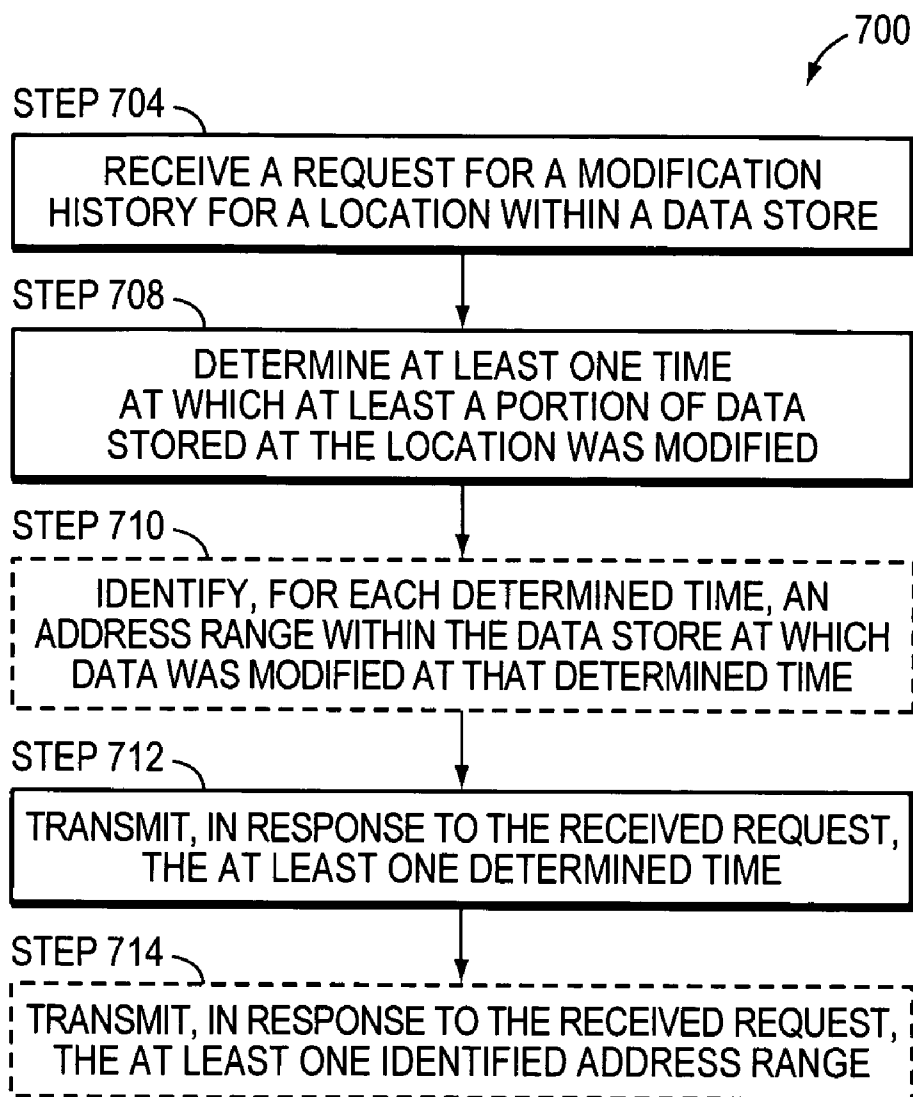 700
STEP 704
RECEIVE A REQUEST FOR A MODIFICATION
HISTORY FOR A LOCATION WITHIN A DATA STORE
STEP 708
DETERMINE AT LEAST ONE TIME
AT WHICH AT LEAST A PORTION OF DATA
STORED AT THE LOCATION WAS MODIFIED
STEP 710
IDENTIFY, FOR EACH DETERMINED TIME, AN
ADDRESS RANGE WITHIN THE DATA STORE AT WHICH
DATA WAS MODIFIED AT THAT DETERMINED TIME
STEP 712
TRANSMIT, IN RESPONSE TO THE RECEIVED REQUEST,
THE AT LEAST ONE DETERMINED TIME
STEP 714
TRANSMIT, IN RESPONSE TO THE RECEIVED REQUEST,
THE AT LEAST ONE IDENTIFIED ADDRESS RANGE